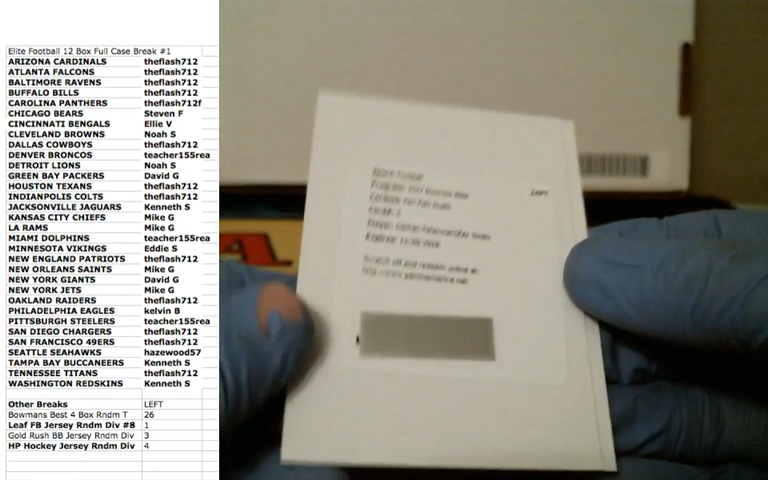 Elite Football 12 Box Full Case Break #1
ARIZONA CARDINALS theflash712
ATLANTA FALCONS theflash712
BALTIMORE RAVENS theflash712
BUFFALO BILLS theflash712
CAROLINA PANTHERS theflash712f
CHICAGO BEARS Steven F
CINCINNATI BENGALS Ellie V
CLEVELAND BROWNS Noah S
DALLAS COWBOYS theflash712
DENVER BRONCOS teacher155rea
DETROIT LIONS Noah S
GREEN BAY PACKERS David G
HOUSTON TEXANS theflash712
INDIANPOLIS COLTS theflash712
JACKSONVILLE JAGUARS Kenneth S
KANSAS CITY CHIEFS Mike G
LA RAMS Mike G
MIAMI DOLPHINS teacher155rea
MINNESOTA VIKINGS Eddie S
NEW ENGLAND PATRIOTS theflash712
NEW ORLEANS SAINTS Mike G
NEW YORK GIANTS David G
NEW YORK JETS Mike G
OAKLAND RAIDERS theflash712
PHILADELPHIA EAGLES kelvin B
PITTSBURGH STEELERS teacher155rea
SAN DIEGO CHARGERS theflash712
SAN FRANCISCO 49ERS theflash712
SEATTLE SEAHAWKS hazewood57
TAMPA BAY BUCCANEERS Kenneth S
TENNESSEE TITANS theflash712
WASHINGTON REDSKINS Kenneth S
Other Breaks LEFT
Bowmans Best 4 Box Rndm T 26
Leaf FB Jersey Rndm Div #8 1
Gold Rush BB Jersey Rndm Div 3
HP Hockey Jersey Rndm Div 4
Scratch off and redeem online at: